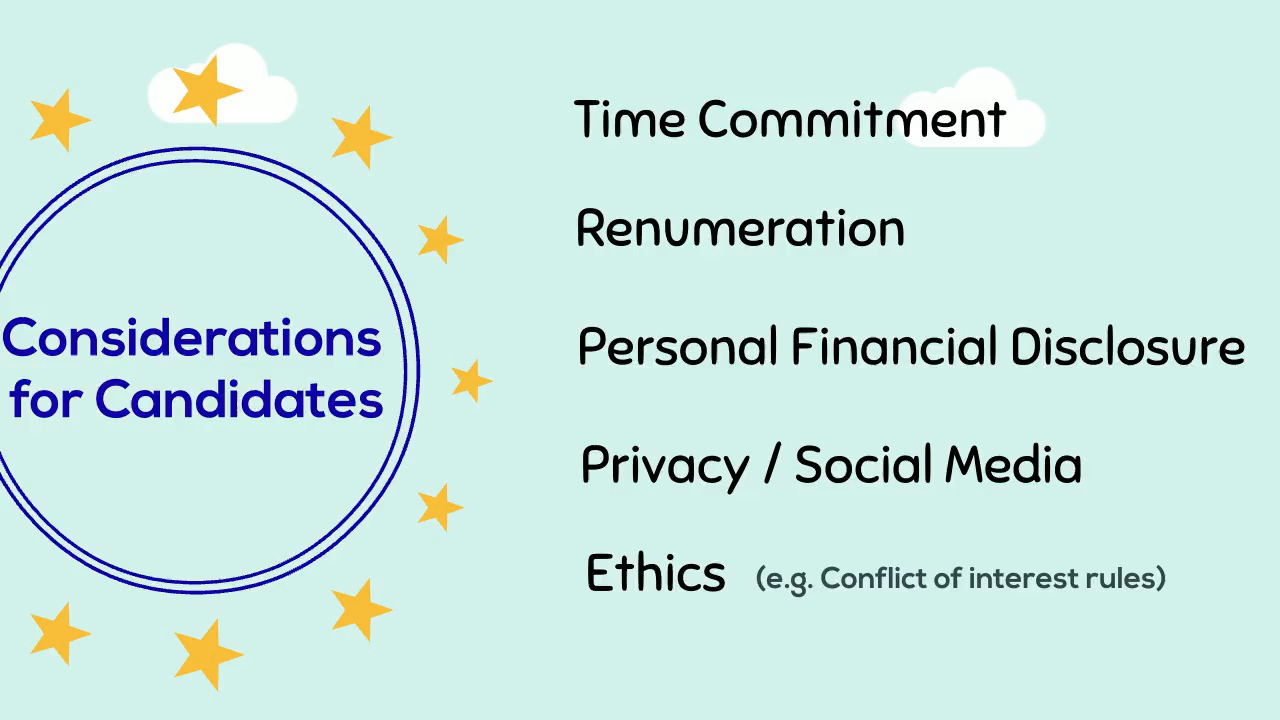 Considerations
for Candidates
Time Commitment
Renumeration
Personal Financial Disclosure
Privacy / Social Media
Ethics (e.g. Conflict of interest rules)